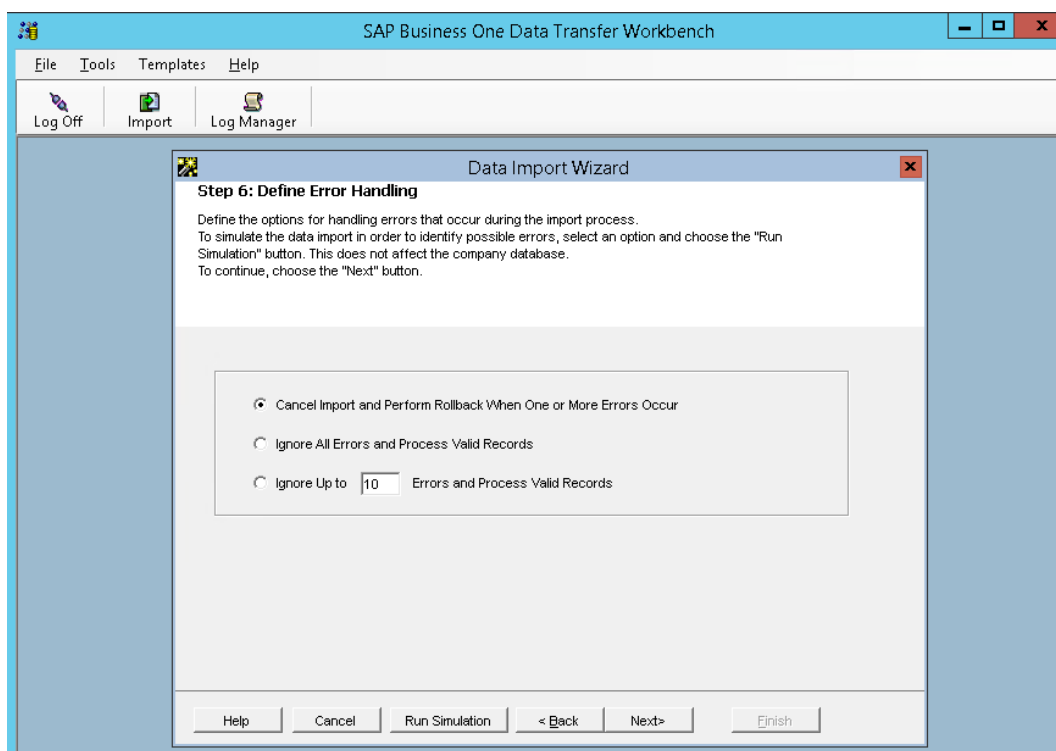 SAP Business One Data Transfer Workbench
File Tools Templates Help
Log Off Import Log Manager
Data Import Wizard
Step 6: Define Error Handling
Define the options for handling errors that occur during the import process.
To simulate the data import in order to identify possible errors, select an option and choose the "Run
Simulation" button. This does not affect the company database.
To continue, choose the "Next" button.
Cancel Import and Perform Rollback When One or More Errors Occur
Ignore All Errors and Process Valid Records
Ignore Up to 10 Errors and Process Valid Records
Help Cancel Run Simulation < Back Next> Finish